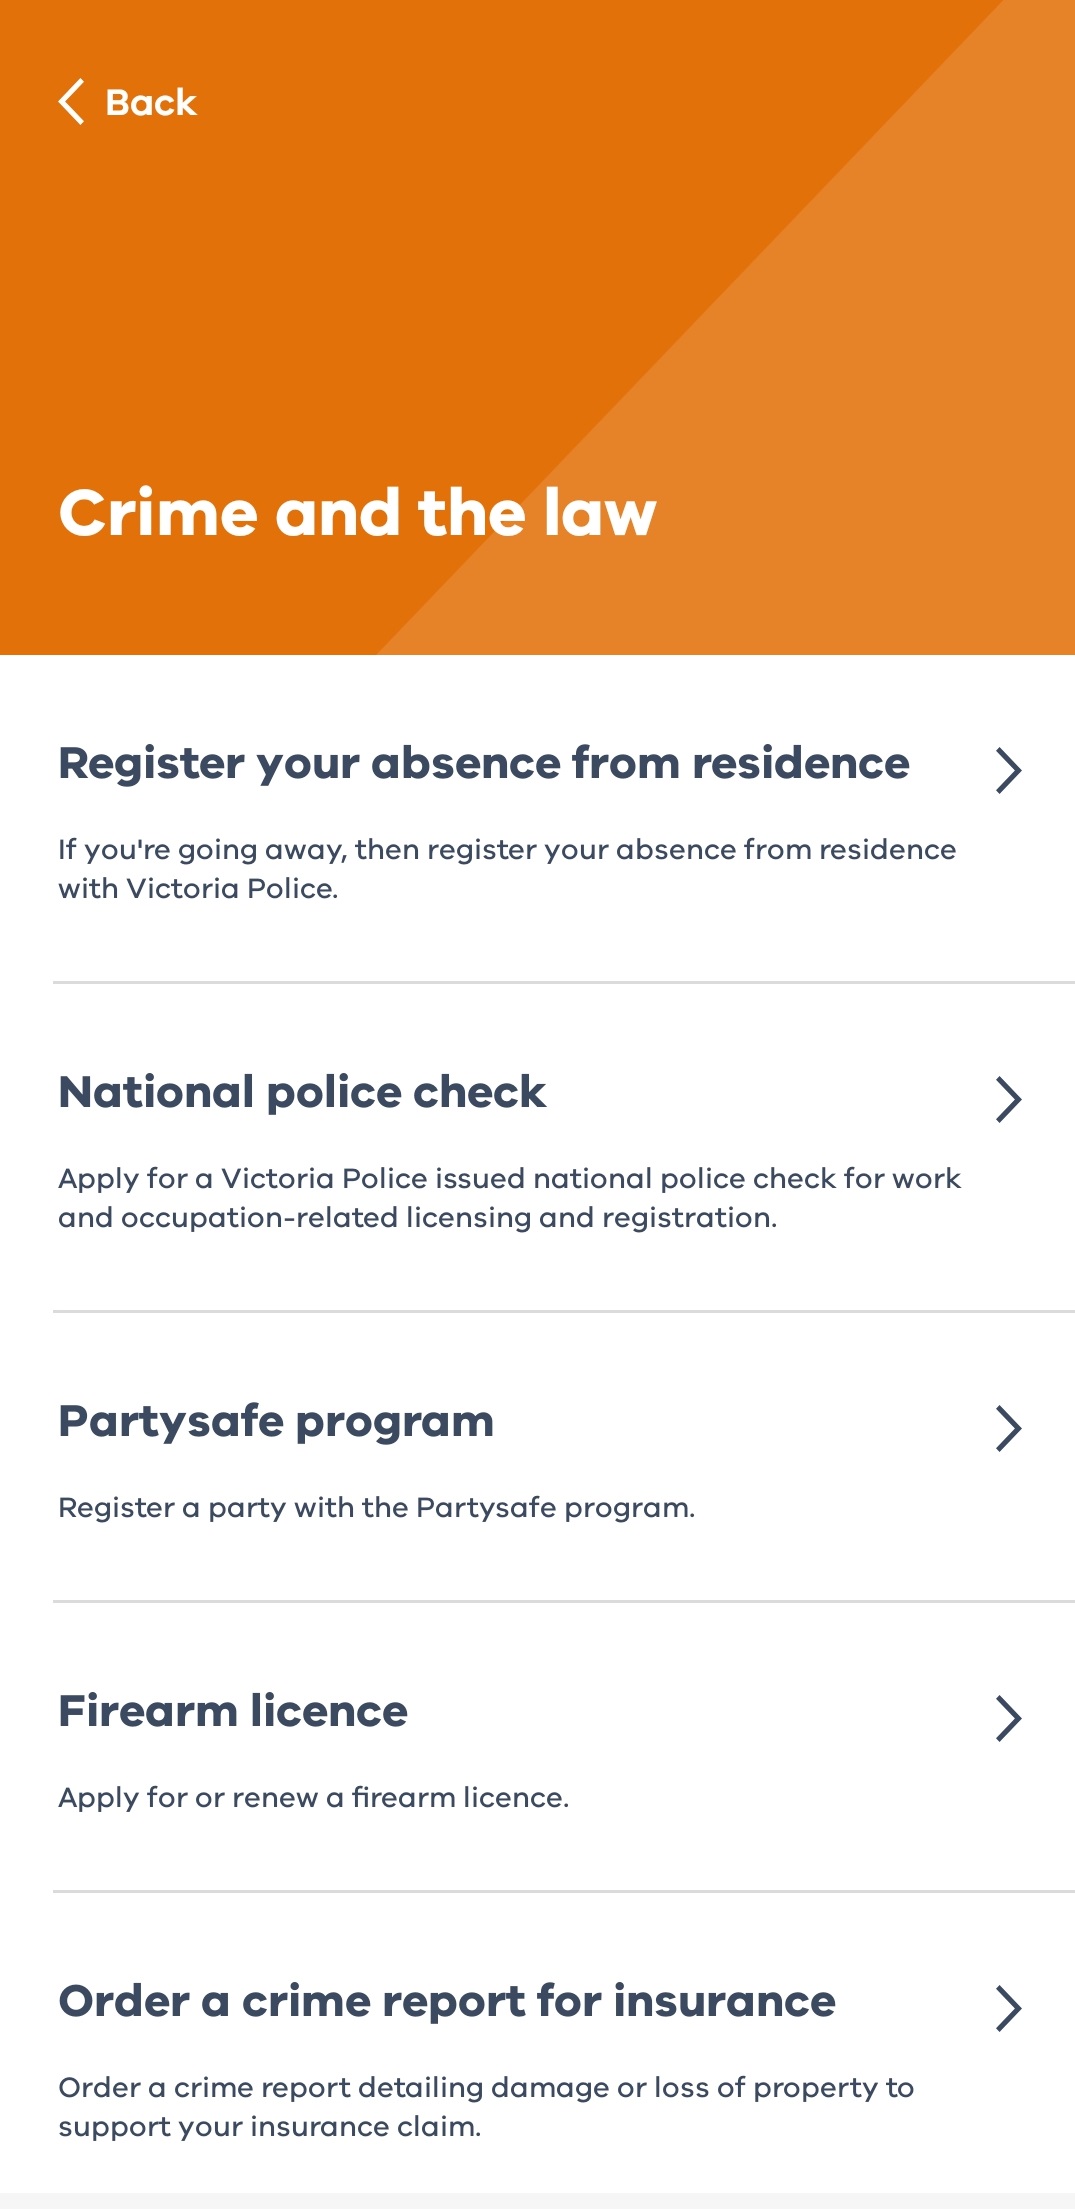 Back
Crime and the law
Register your absence from residence
If you're going away, then register your absence from residence
with Victoria Police.
National police check
Apply for a Victoria Police issued national police check for work
and occupation-related licensing and registration.
Partysafe program
Register a party with the Partysafe program.
Firearm licence
Apply for or renew a firearm licence.
Order a crime report for insurance
Order a crime report detailing damage or loss of property to
support your insurance claim.